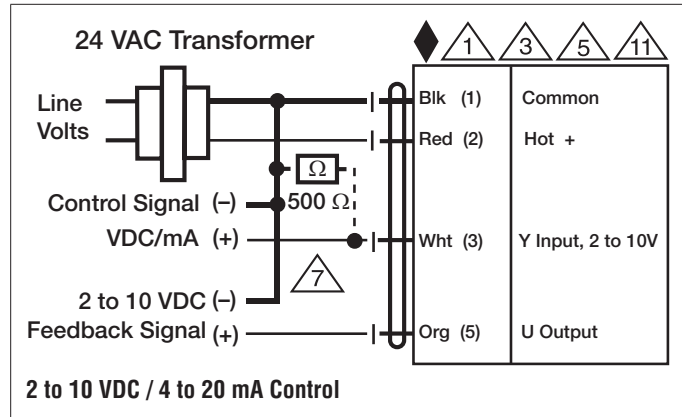 24 VAC Transformer
1 3 5 11
Line
Volts
Blk (1) Common
Red (2) Hot +
Ω
500 Ω
Control Signal (–)
VDC/mA (+)
Wht (3) Y Input, 2 to 10V
7
2 to 10 VDC (–)
Feedback Signal (+)
Org (5) U Output
2 to 10 VDC / 4 to 20 mA Control